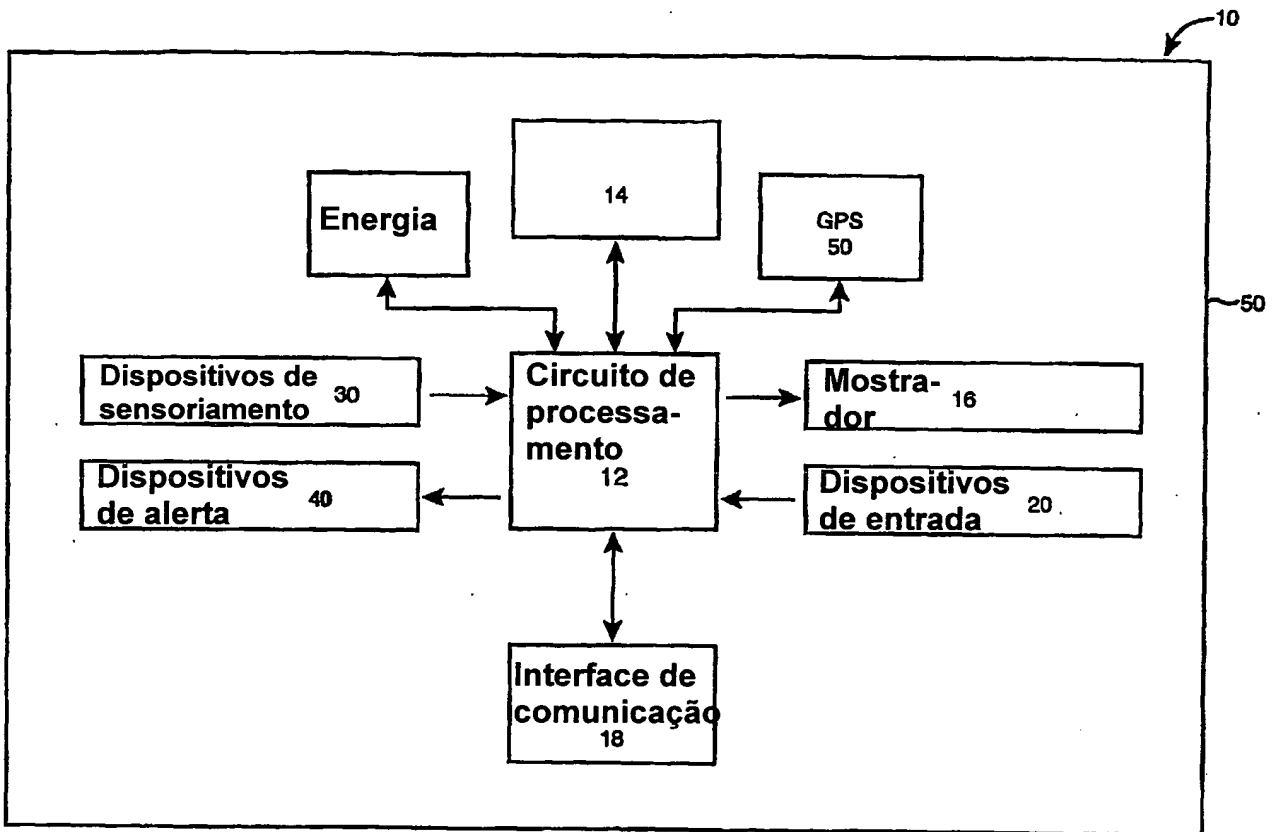 10
14
Energia
GPS
50
50
Dispositivos de
sensoriamento 30
Circuito de
processa-
mento
12
Mostra-
dor 16
Dispositivos
de alerta 40
Dispositivos
de entrada 20
Interface de
comunicação
18